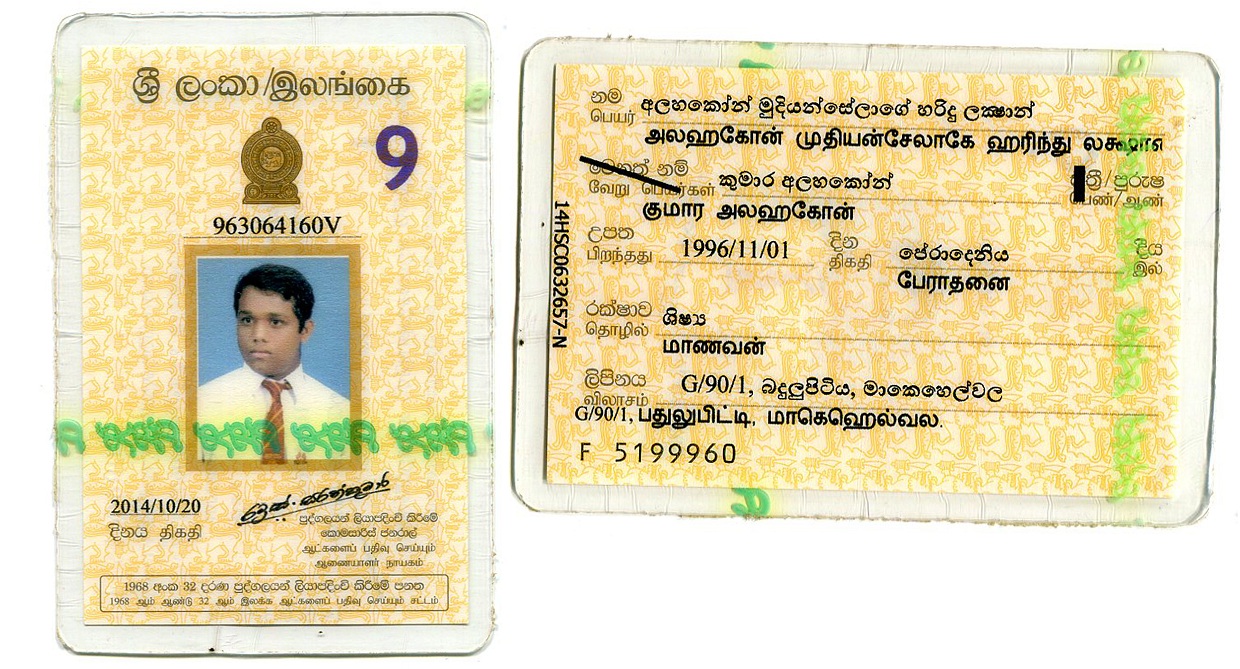 ශ්‍රී ලංකා/இலங்கை
9
963064160V
2014/10/20
දිනය திகதி
පුද්ගලයන් ලියාපදිංචි කිරීමේ
කොමසාරිස් ජනරාල්
ஆட்களைப் பதிவு செய்யும்
ஆணையாளர் நாயகம்
1968 අංක 32 දරණ පුද්ගලයන් ලියාපදිංචි කිරීමේ පනත
1968 ஆம் ஆண்டு 32 ஆம் இலக்க ஆட்களைப் பதிவு செய்யும் சட்டம்
නම අලහකෝන් මුදියන්සේලාගේ හරිඳු ලක්ෂාන්
பெயர் அலஹகோன் முதியன்சேலாகே ஹரிந்து
වෙනත් නම් කුමාර අලහකෝන් ස්ත්‍රී/පුරුෂ
வேறு பெயர்கள் குமார அலஹகோன் பெண்/ஆண்
උපත 1996/11/01 දින පේරාදෙනිය දීය
பிறந்தது திகதி பேராதனை இல்
රක්ෂාව ශිෂ්‍ය
தொழில் மாணவன்
ලිපිනය G/90/1, බදුලුපිටිය, මාකෙහෙල්වල
விலாசம்
G/90/1, பதுலுபிட்டி, மாகெஹெல்வல.
F 5199960
14HSC0632657-N